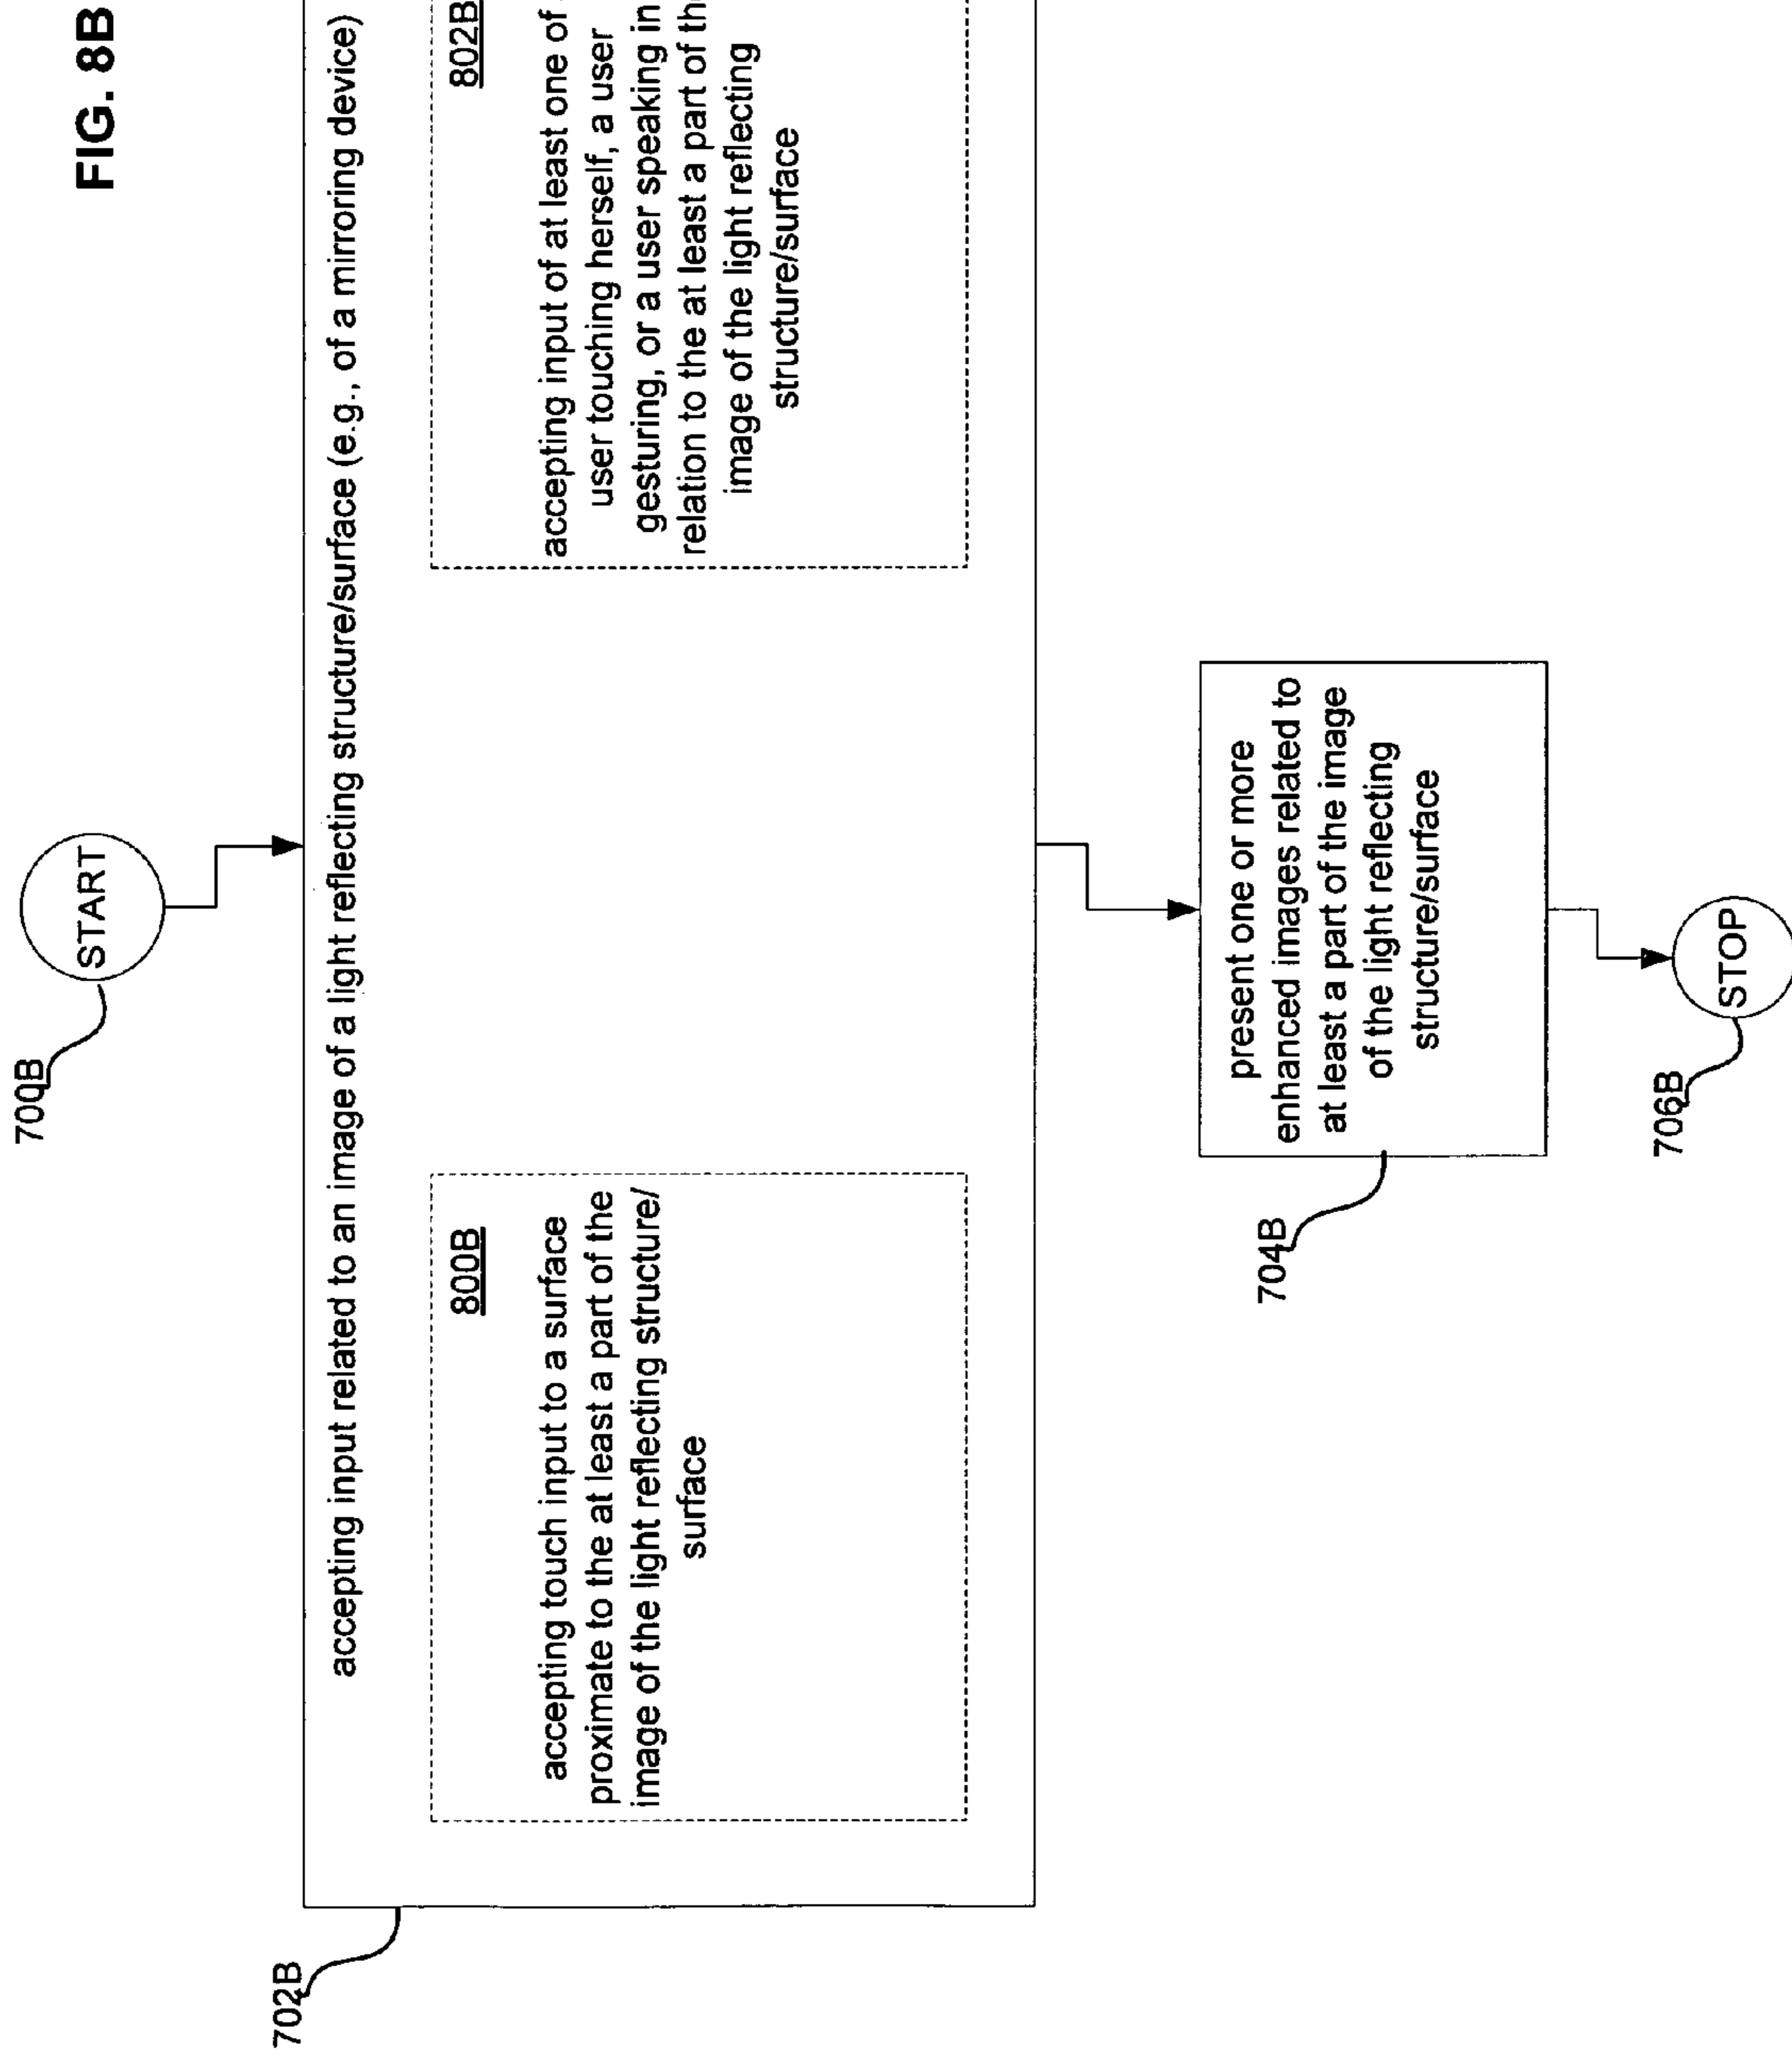 FIG. 8B
700B
START
702B
accepting input related to an image of a light reflecting structure/surface (e.g., of a mirroring device)
800B
accepting touch input to a surface
proximate to the at least a part of the
image of the light reflecting structure/
surface
802B
accepting input of at least one of
user touching herself, a user
gesturing, or a user speaking in
relation to the at least a part of th
image of the light reflecting
structure/surface
704B
present one or more
enhanced images related to
at least a part of the image
of the light reflecting
structure/surface
706B
STOP